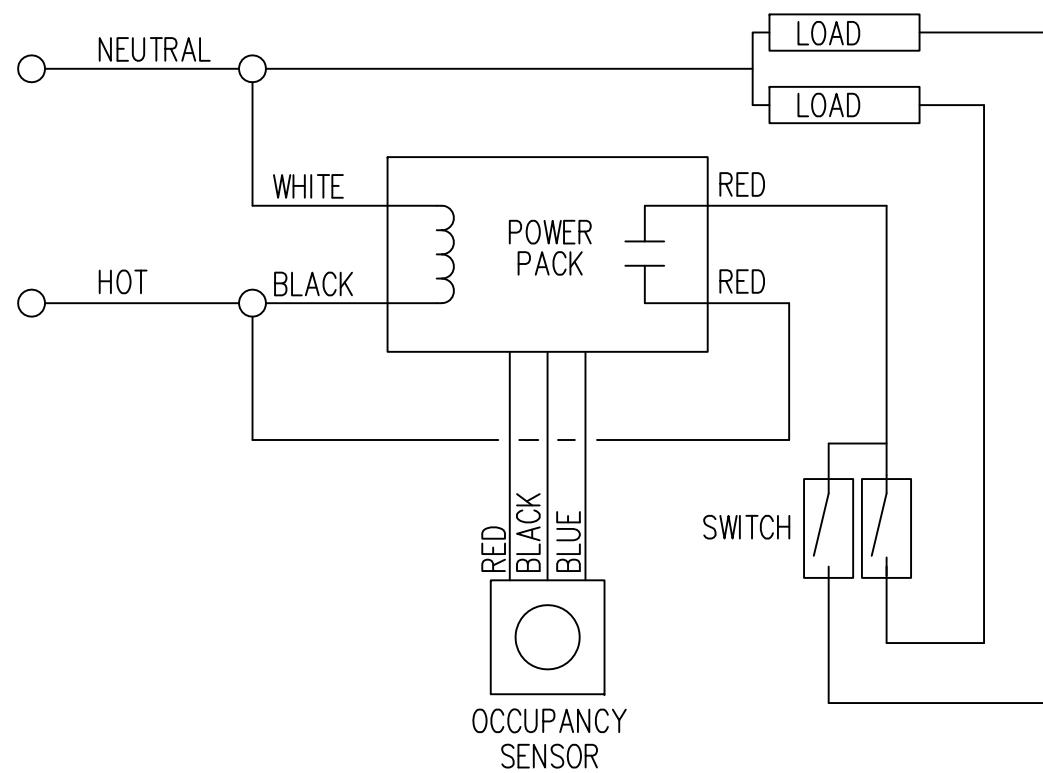 NEUTRAL
LOAD
LOAD
WHITE
RED
POWER
PACK
HOT
BLACK
RED
RED
BLACK
BLUE
SWITCH
OCCUPANCY
SENSOR